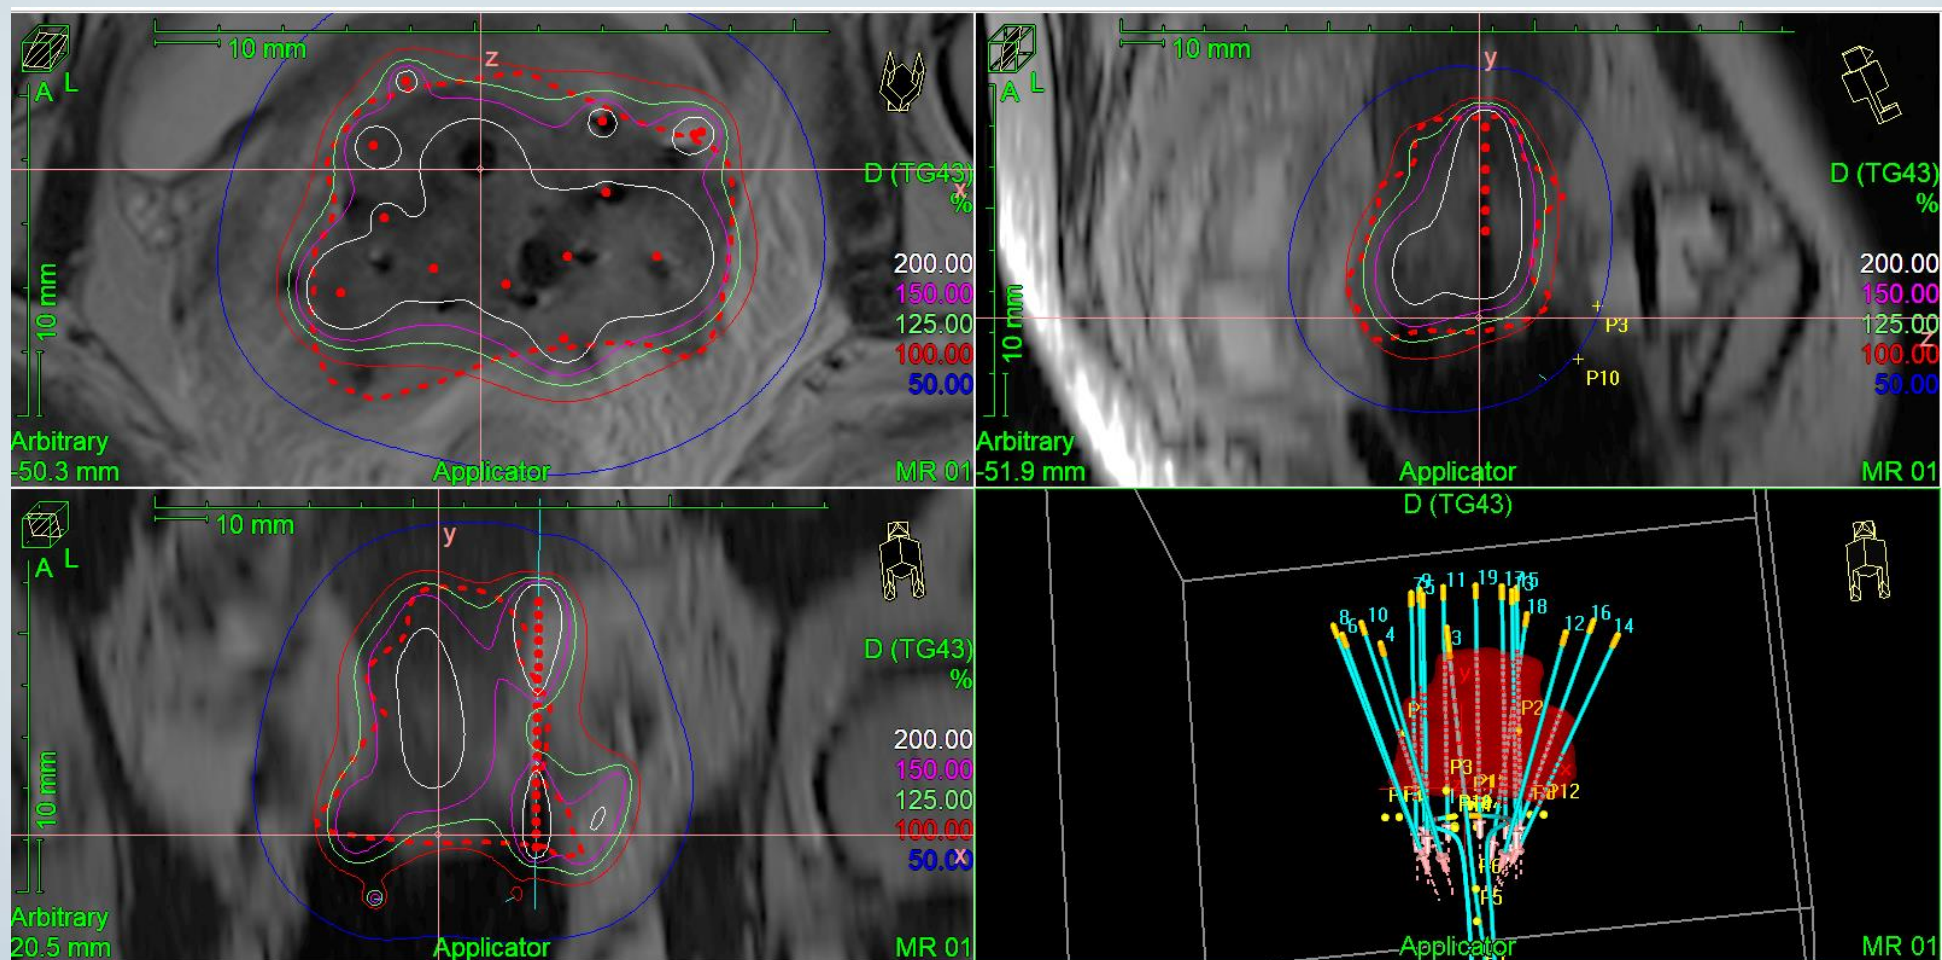 10 mm
z
A
L
D (TG43)
x
%
200.00
150.00
125.00
100.00
50.00
10 mm
Arbitrary
-50.3 mm
Applicator
MR 01
10 mm
y
A
L
D (TG43)
%
200.00
150.00
125.00
z
100.00
50.00
10 mm
P3
P10
Arbitrary
-51.9 mm
Applicator
MR 01
10 mm
y
A
L
D (TG43)
%
200.00
150.00
125.00
100.00
50.00
x
10 mm
Arbitrary
20.5 mm
Applicator
MR 01
D (TG43)
11
19
18
8
6
10
4
3
12
16
14
y
P2
P3
P12
x
P5
Applicator
MR 01